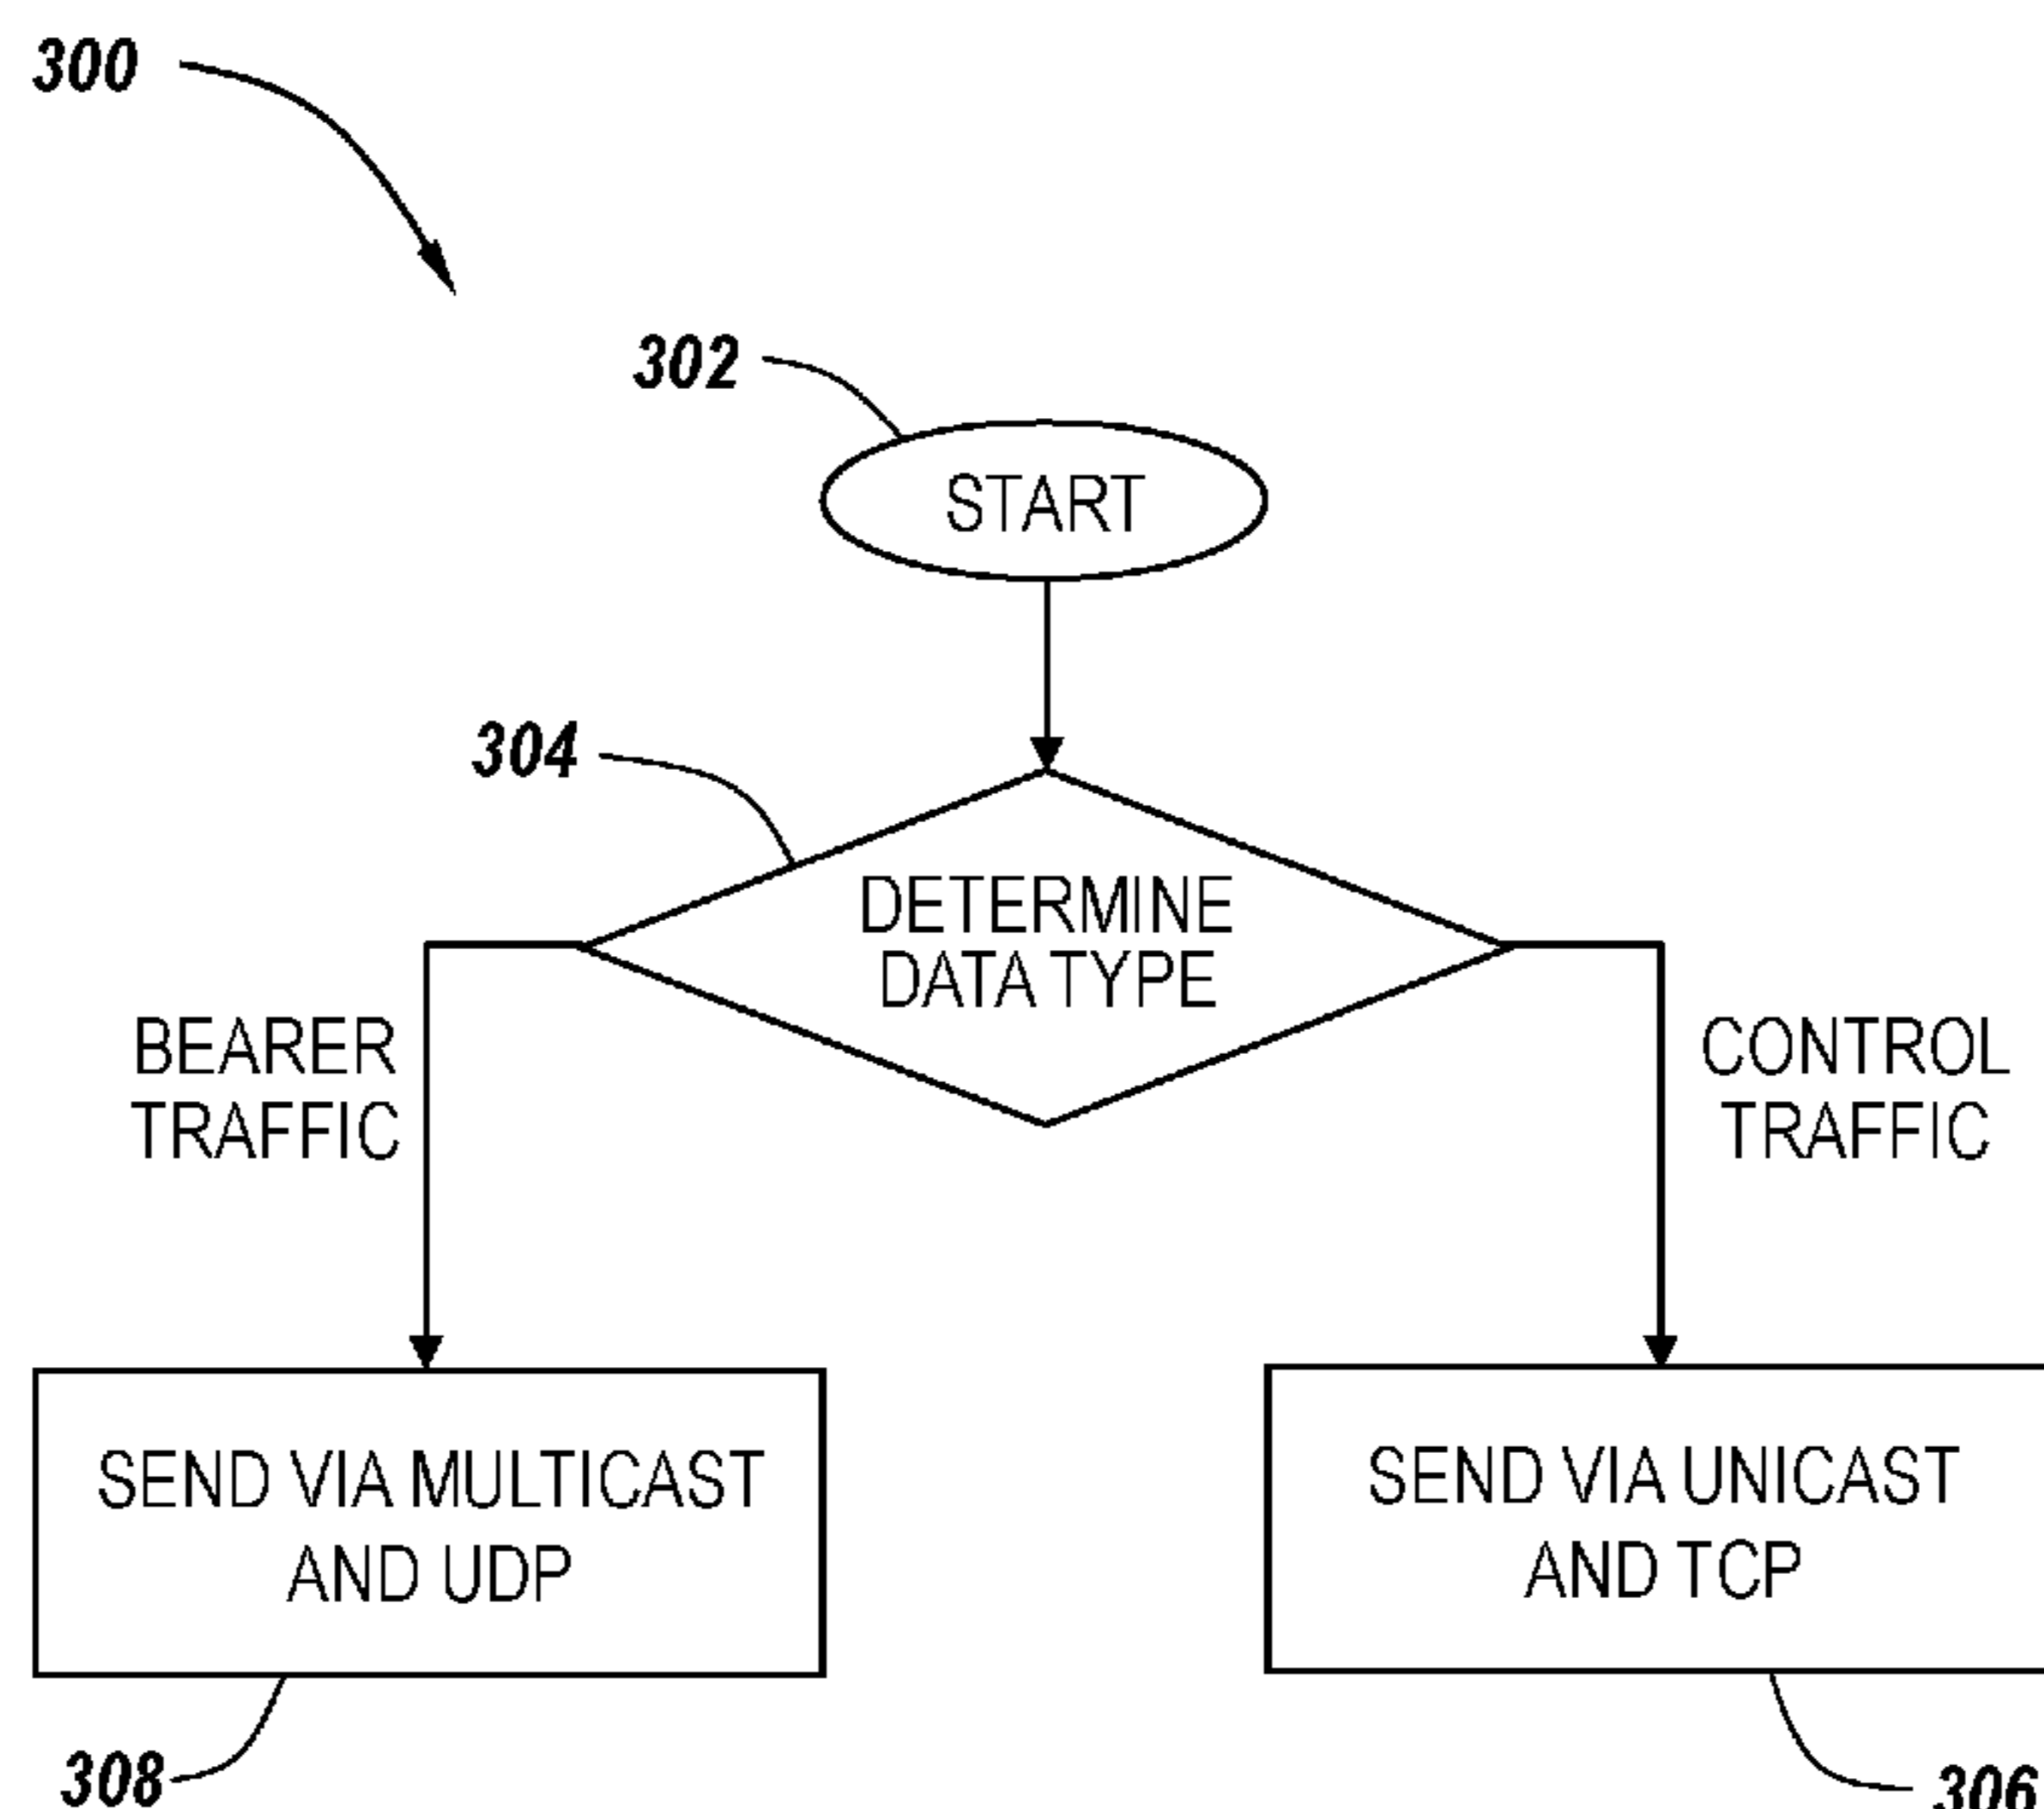 300
302
START
304
DETERMINE
DATA TYPE
BEARER
TRAFFIC
CONTROL
TRAFFIC
SEND VIA MULTICAST
AND UDP
SEND VIA UNICAST
AND TCP
308
306